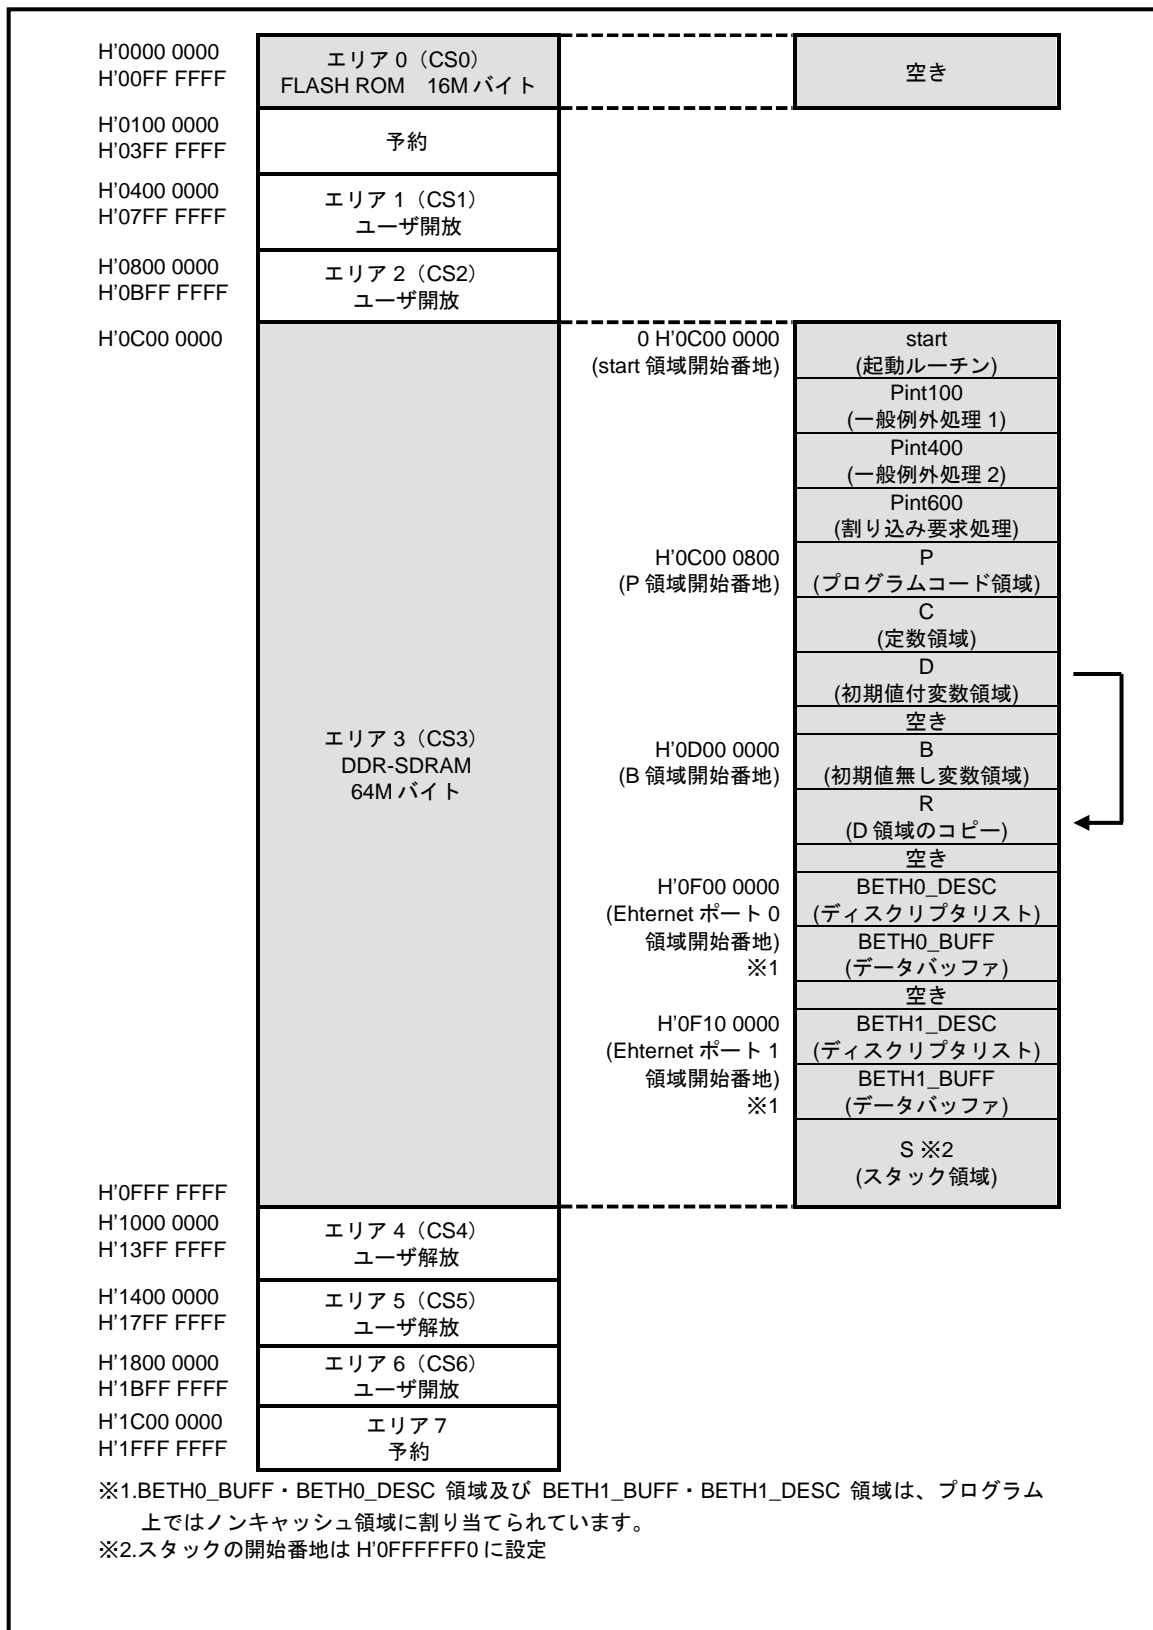 H'0000 0000
H'00FF FFFF
エリア 0（CS0）
FLASH ROM　16M バイト
空き
H'0100 0000
H'03FF FFFF
予約
H'0400 0000
H'07FF FFFF
エリア 1（CS1）
ユーザ開放
H'0800 0000
H'0BFF FFFF
エリア 2（CS2）
ユーザ開放
H'0C00 0000
エリア 3（CS3）
DDR-SDRAM
64M バイト
H'0FFF FFFF
0 H'0C00 0000
(start 領域開始番地)
start
(起動ルーチン)
Pint100
(一般例外処理 1)
Pint400
(一般例外処理 2)
Pint600
(割り込み要求処理)
H'0C00 0800
(P 領域開始番地)
P
(プログラムコード領域)
C
(定数領域)
D
(初期値付変数領域)
空き
H'0D00 0000
(B 領域開始番地)
B
(初期値無し変数領域)
R
(D 領域のコピー)
空き
H'0F00 0000
(Ehternet ポート 0
領域開始番地)
※1
BETH0_DESC
(ディスクリプタリスト)
BETH0_BUFF
(データバッファ)
空き
H'0F10 0000
(Ehternet ポート 1
領域開始番地)
※1
BETH1_DESC
(ディスクリプタリスト)
BETH1_BUFF
(データバッファ)
S ※2
(スタック領域)
H'1000 0000
H'13FF FFFF
エリア 4（CS4）
ユーザ解放
H'1400 0000
H'17FF FFFF
エリア 5（CS5）
ユーザ解放
H'1800 0000
H'1BFF FFFF
エリア 6（CS6）
ユーザ開放
H'1C00 0000
H'1FFF FFFF
エリア 7
予約
※1.BETH0_BUFF・BETH0_DESC 領域及び BETH1_BUFF・BETH1_DESC 領域は、プログラム
上ではノンキャッシュ領域に割り当てられています。
※2.スタックの開始番地は H'0FFFFFF0 に設定